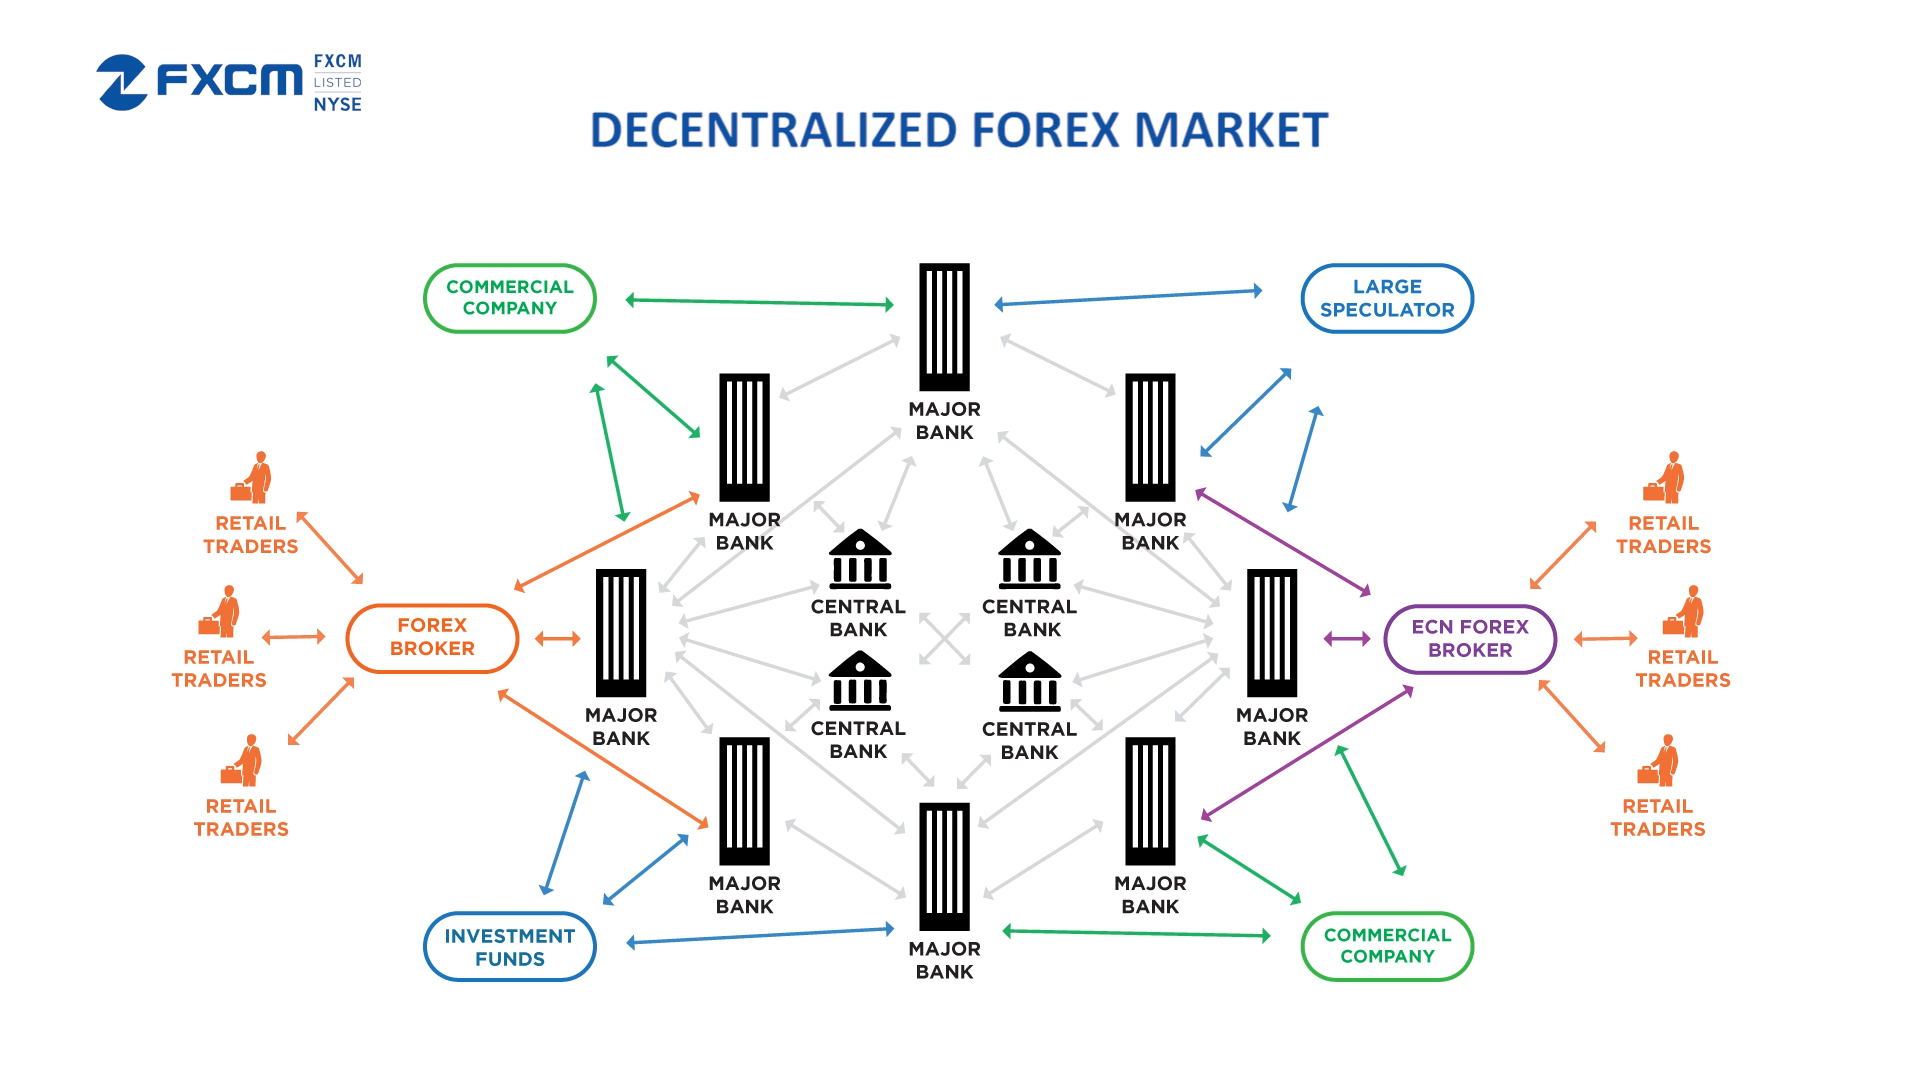 FXCM
FXCM
LISTED
NYSE
DECENTRALIZED FOREX MARKET
COMMERCIAL
COMPANY
LARGE
SPECULATOR
MAJOR
BANK
MAJOR
BANK
MAJOR
BANK
RETAIL
TRADERS
RETAIL
TRADERS
CENTRAL
BANK
CENTRAL
BANK
FOREX
BROKER
ECN FOREX
BROKER
RETAIL
TRADERS
RETAIL
TRADERS
MAJOR
BANK
MAJOR
BANK
CENTRAL
BANK
CENTRAL
BANK
RETAIL
TRADERS
RETAIL
TRADERS
MAJOR
BANK
MAJOR
BANK
INVESTMENT
FUNDS
MAJOR
BANK
COMMERCIAL
COMPANY